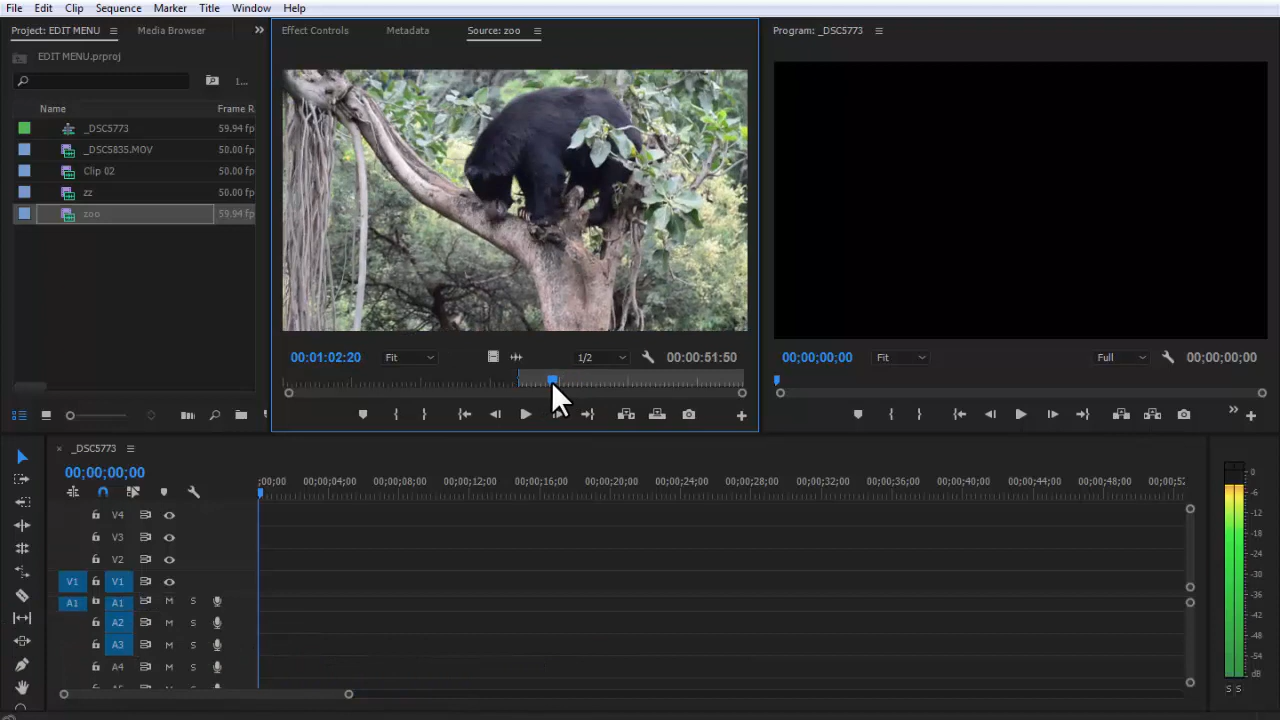 File Edit Clip Sequence Marker Title Window Help
Project: EDIT MENU Media Browser
EDIT MENU.prproj
1...
Name Frame R
_DSC5773 59.94 fp
_DSC5835.MOV 50.00 fp
Clip 02 50.00 fp
zz 50.00 fp
zoo 59.94 fp
Effect Controls Metadata Source: zoo
00:01:02:20 Fit 1/2 00:00:51:50
Program: _DSC5773
00;00;00;00 Fit Full 00;00;00;00
_DSC5773
00;00;00;00
;00;00 00;00;04;00 00;00;08;00 00;00;12;00 00;00;16;00 00;00;20;00 00;00;24;00 00;00;28;00 00;00;32;00 00;00;36;00 00;00;40;00 00;00;44;00 00;00;48;00 00;00;52
V4
V3
V2
V1 V1
A1 A1 M S
A2 M S
A3 M S
A4 M S
0
-6
-12
-18
-24
-30
-36
-42
-48
-54
dB
S S